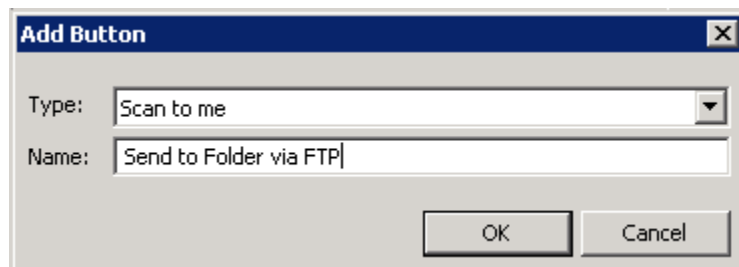 Add Button
Type: Scan to me
Name: Send to Folder via FTP
OK Cancel